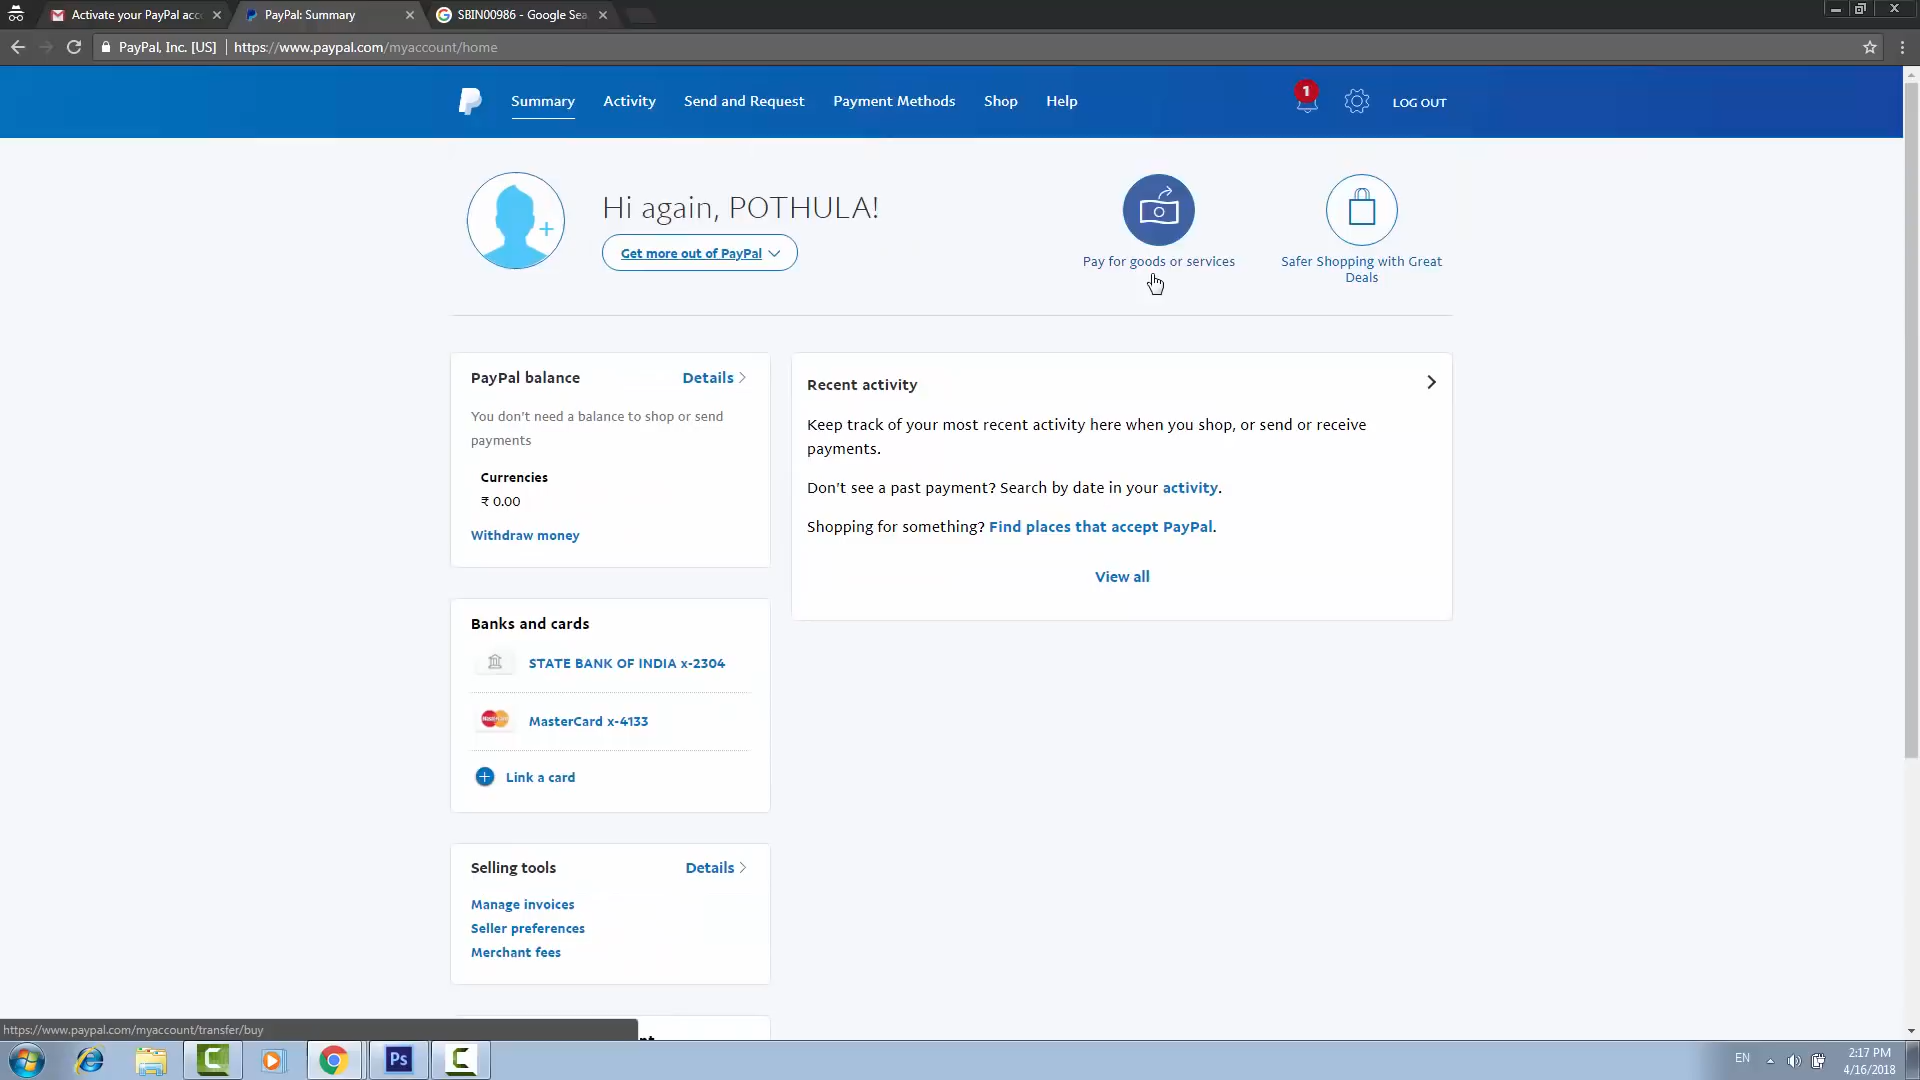 Activate your PayPal acc
PayPal: Summary
SBIN00986 - Google Sea
PayPal, Inc. [US] https://www.paypal.com/myaccount/home
Summary Activity Send and Request Payment Methods Shop Help 1 LOG OUT
Hi again, POTHULA!
Get more out of PayPal
Pay for goods or services
Safer Shopping with Great
Deals
PayPal balance Details
You don't need a balance to shop or send
payments
Currencies
₹ 0.00
Withdraw money
Recent activity
Keep track of your most recent activity here when you shop, or send or receive
payments.
Don't see a past payment? Search by date in your activity.
Shopping for something? Find places that accept PayPal.
View all
Banks and cards
STATE BANK OF INDIA x-2304
MasterCard x-4133
Link a card
Selling tools Details
Manage invoices
Seller preferences
Merchant fees
https://www.paypal.com/myaccount/transfer/buy
Ps
EN
2:17 PM
4/16/2018